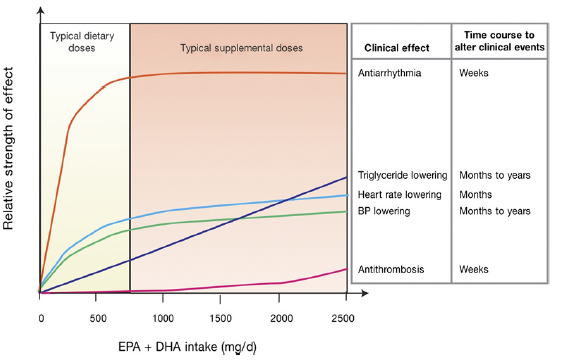 Typical dietary
doses
Typical supplemental doses
Clinical effect
Time course to
alter clinical events
Antiarrhythmia
Weeks
Triglyceride lowering
Months to years
Heart rate lowering
Months
BP lowering
Months to years
Antithrombosis
Weeks
Relative strength of effect
0
500
1000
1500
2000
2500
EPA + DHA intake (mg/d)